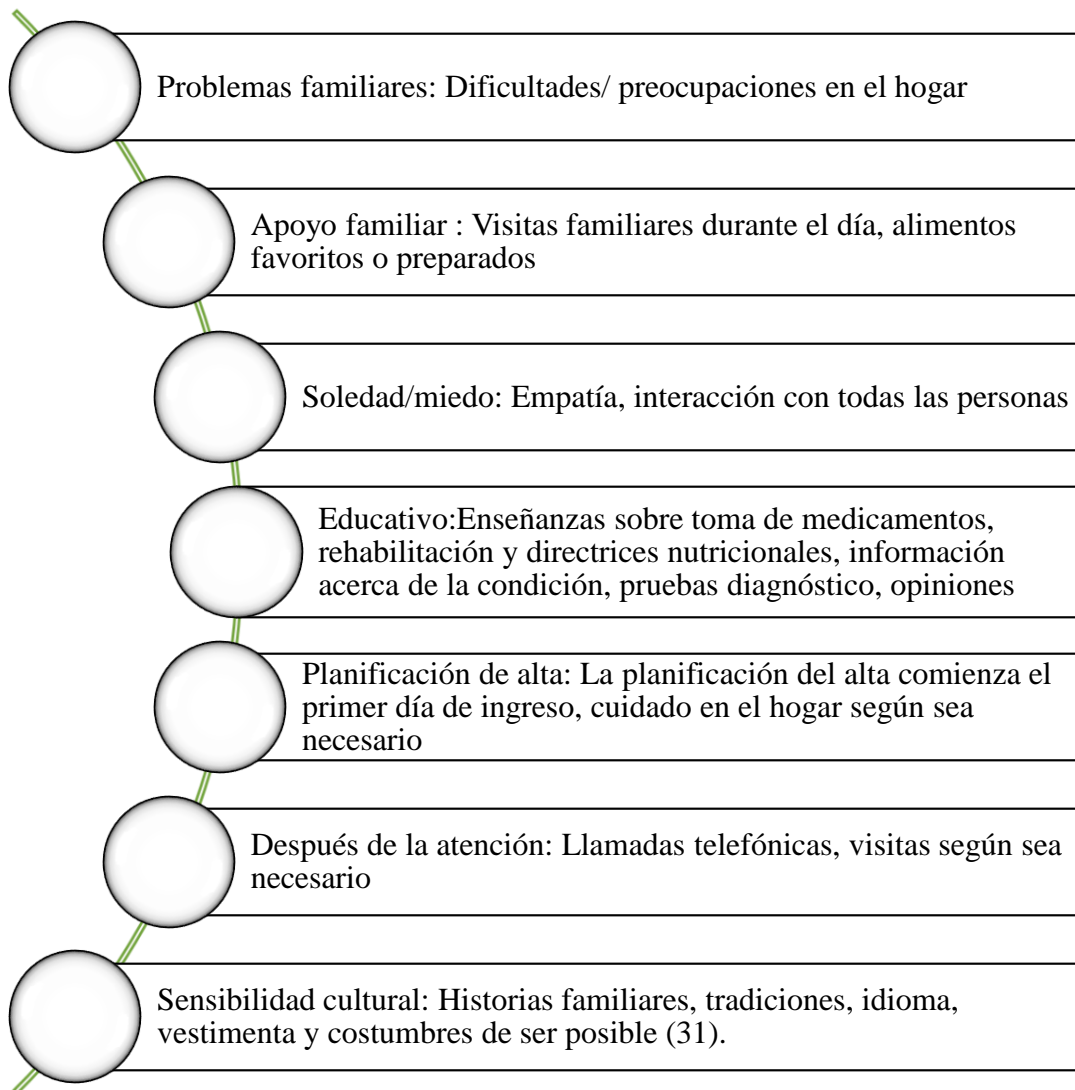 Problemas familiares: Dificultades/ preocupaciones en el hogar
Apoyo familiar : Visitas familiares durante el día, alimentos
favoritos o preparados
Soledad/miedo: Empatía, interacción con todas las personas
Educativo:Enseñanzas sobre toma de medicamentos,
rehabilitación y directrices nutricionales, información
acerca de la condición, pruebas diagnóstico, opiniones
Planificación de alta: La planificación del alta comienza el
primer día de ingreso, cuidado en el hogar según sea
necesario
Después de la atención: Llamadas telefónicas, visitas según sea
necesario
Sensibilidad cultural: Historias familiares, tradiciones, idioma,
vestimenta y costumbres de ser posible (31).